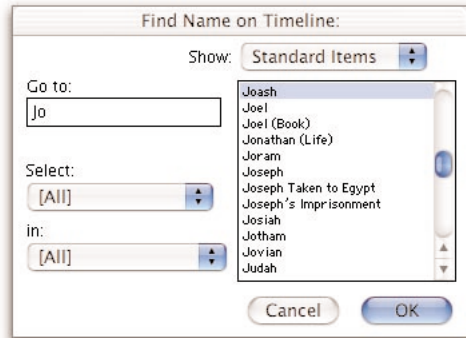 Find Name on Timeline:
Show: Standard Items
Go to:
Jo
Select:
[All]
in:
[All]
Joash
Joel
Joel (Book)
Jonathan (Life)
Joram
Joseph
Joseph Taken to Egypt
Joseph's Imprisonment
Josiah
Jotham
Jovian
Judah
Cancel OK